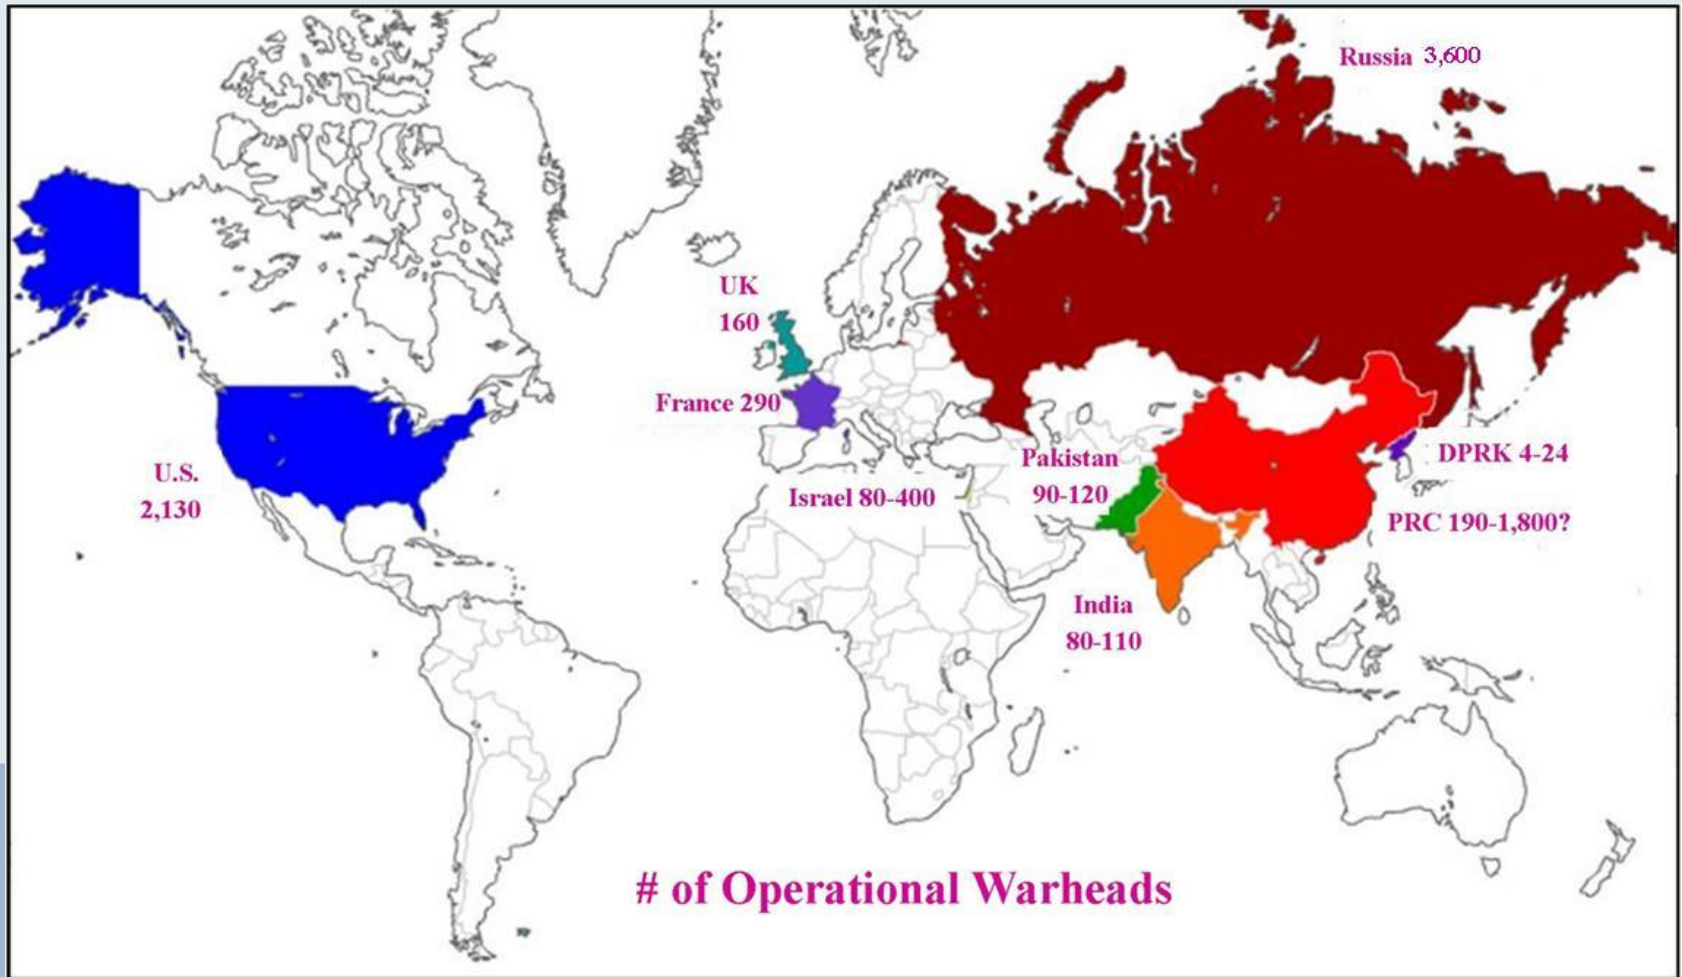 Russia 3,600
UK
160
France 290
U.S.
2,130
Israel 80-400
Pakistan
90-120
DPRK 4-24
PRC 190-1,800?
India
80-110
# of Operational Warheads